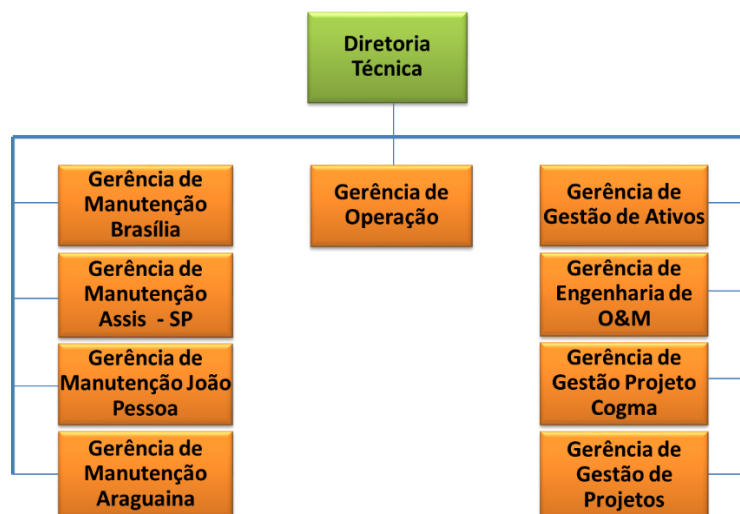 Diretoria
Técnica
Gerência de
Manutenção
Brasília
Gerência de
Manutenção
Assis - SP
Gerência de
Manutenção João
Pessoa
Gerência de
Manutenção
Araguaina
Gerência de
Operação
Gerência de
Gestão de Ativos
Gerência de
Engenharia de
O&M
Gerência de
Gestão Projeto
Cogma
Gerência de
Gestão de
Projetos